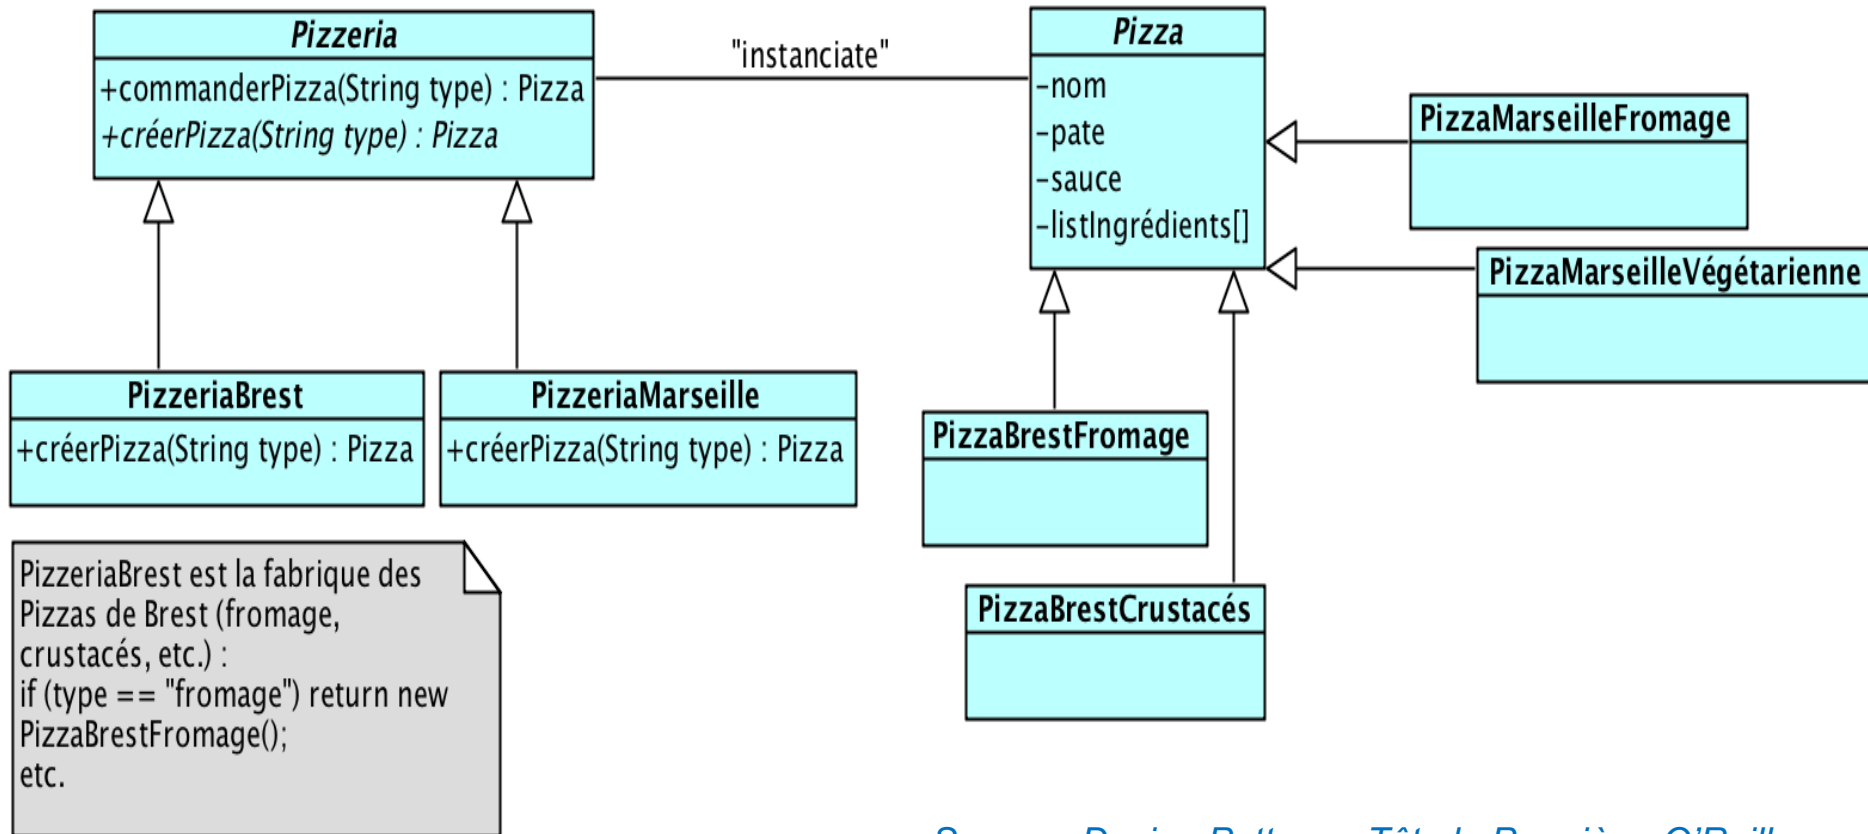 Pizzeria
+commanderPizza(String type) : Pizza
+créerPizza(String type) : Pizza
"instanciate"
Pizza
-nom
-pate
-sauce
-listIngrédients[]
PizzaMarseilleFromage
PizzaMarseilleVégétarienne
PizzeriaBrest
+créerPizza(String type) : Pizza
PizzeriaMarseille
+créerPizza(String type) : Pizza
PizzaBrestFromage
PizzaBrestCrustacés
PizzeriaBrest est la fabrique des
Pizzas de Brest (fromage,
crustacés, etc.) :
if (type == "fromage") return new
PizzaBrestFromage();
etc.